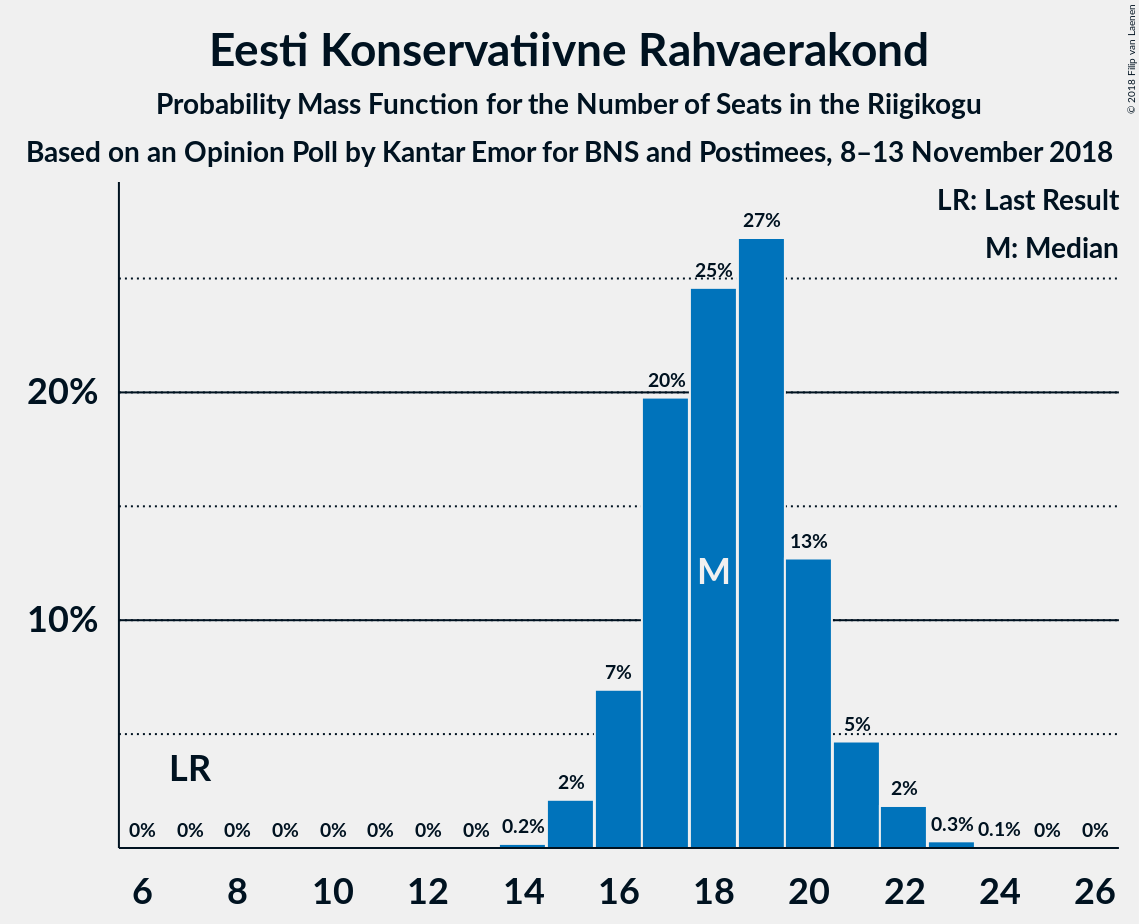 Eesti Konservatiivne Rahvaerakond
Probability Mass Function for the Number of Seats in the Riigikogu
Based on an Opinion Poll by Kantar Emor for BNS and Postimees, 8–13 November 2018
© 2018 Filip van Laenen
LR: Last Result
M: Median
27%
25%
20%
20%
13%
M
10%
7%
5%
LR
2%
2%
0% 0% 0% 0% 0% 0% 0% 0% 0.2% 0.3% 0.1% 0% 0%
6 8 10 12 14 16 18 20 22 24 26